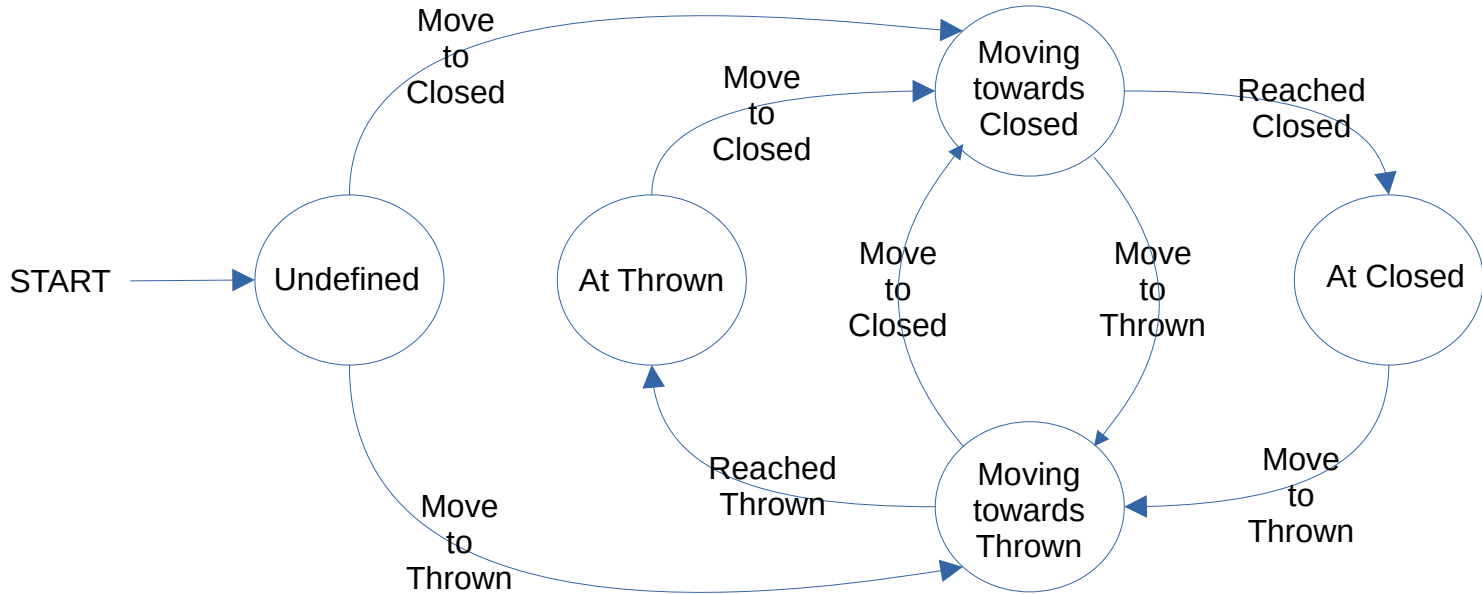 Move
to
Closed
Moving
towards
Closed
Move
to
Closed
Reached
Closed
START
Undefined
At Thrown
Move
to
Closed
Move
to
Thrown
At Closed
Reached
Thrown
Moving
towards
Thrown
Move
to
Thrown
Move
to
Thrown